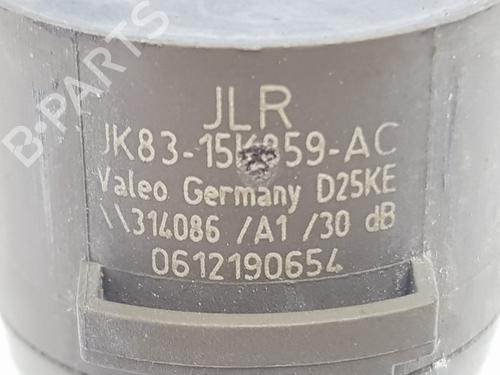 B-PARTS
JLR
JK83-15K859-AC
Valeo Germany D25KE
\\314086 /A1 /30 dB
0612190654